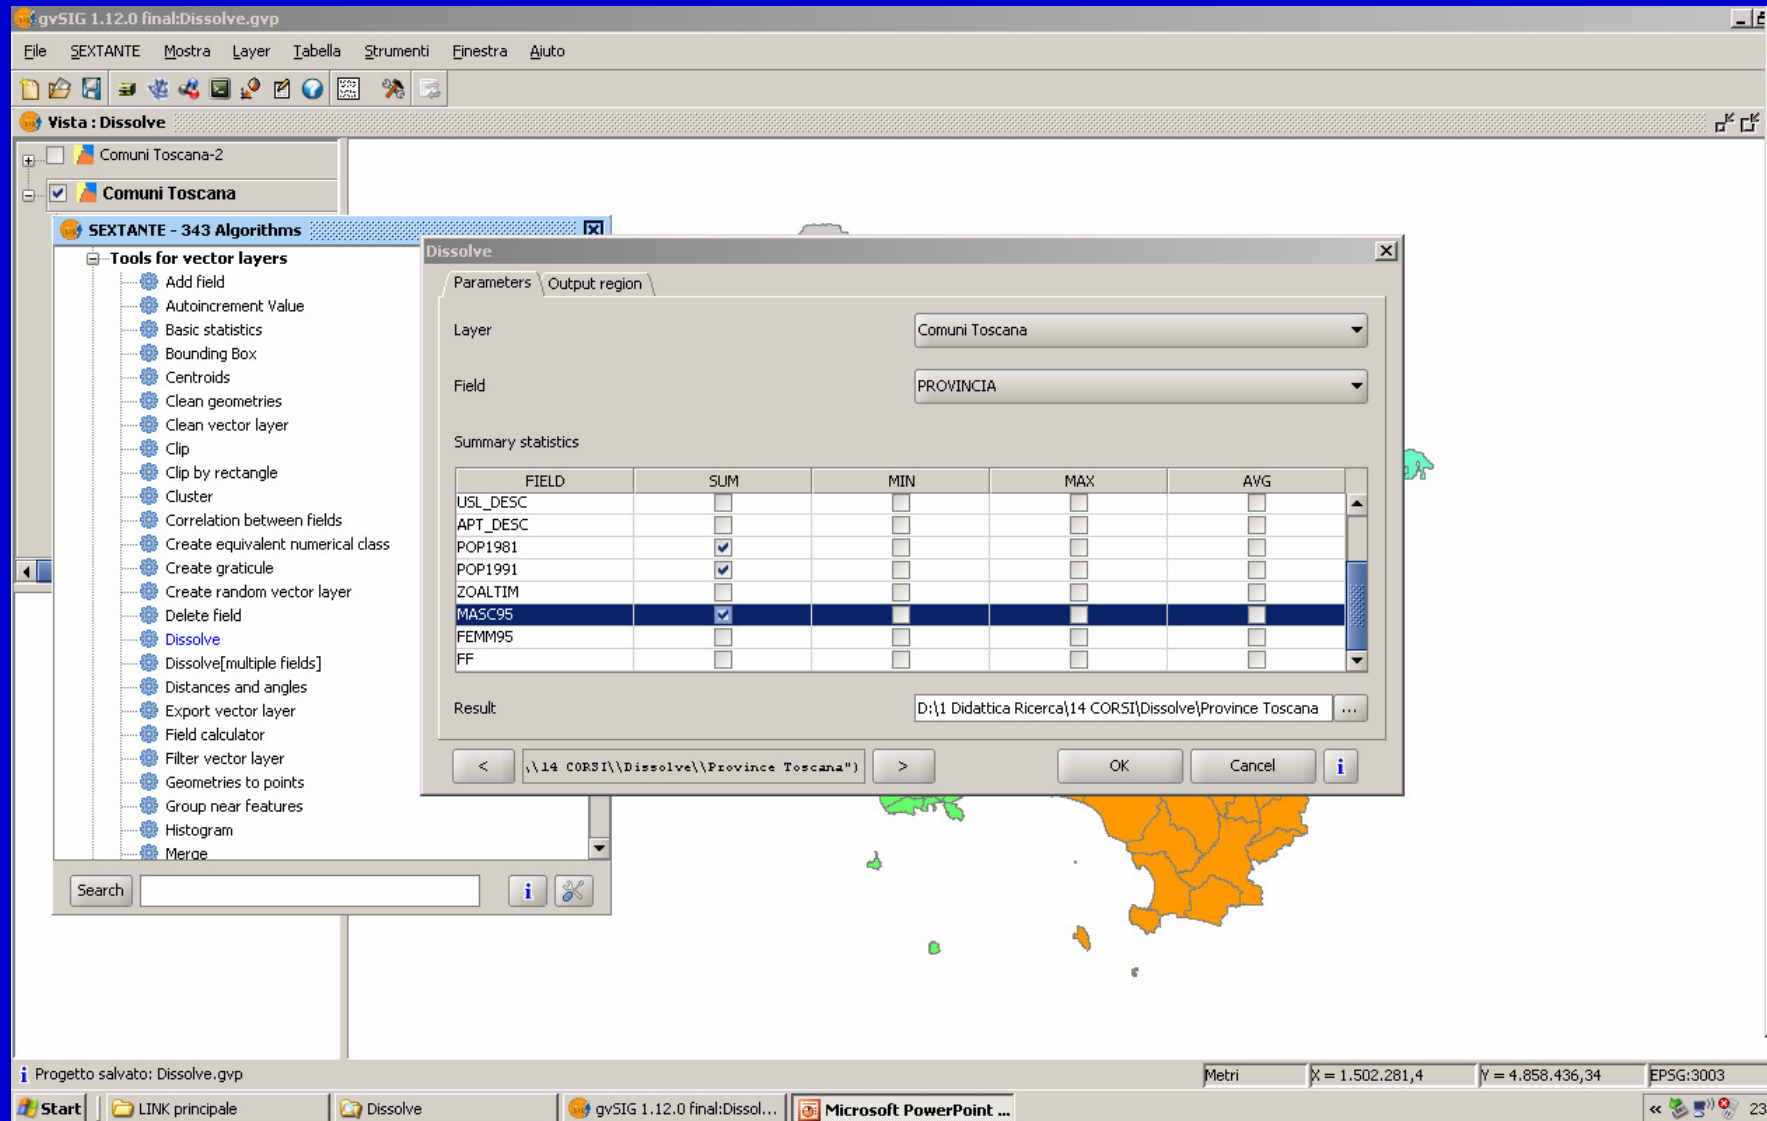 gvSIG 1.12.0 final:Dissolve.gvp
File SEXTANTE Mostra Layer Tabella Strumenti Finestra Aiuto
Vista : Dissolve
Comuni Toscana-2
Comuni Toscana
SEXTANTE - 343 Algorithms
Tools for vector layers
Add field
Autoincrement Value
Basic statistics
Bounding Box
Centroids
Clean geometries
Clean vector layer
Clip
Clip by rectangle
Cluster
Correlation between fields
Create equivalent numerical class
Create graticule
Create random vector layer
Delete field
Dissolve
Dissolve[multiple fields]
Distances and angles
Export vector layer
Field calculator
Filter vector layer
Geometries to points
Group near features
Histogram
Merge
Search
Dissolve
Parameters Output region
Layer Comuni Toscana
Field PROVINCIA
Summary statistics
FIELD SUM MIN MAX AVG
USL_DESC
APT_DESC
POP1981
POP1991
ZOALTIM
MASC95
FEMM95
FF
Result D:\1 Didattica Ricerca\14 CORSI\Dissolve\Province Toscana ...
< .\\14 CORSI\\Dissolve\\Province Toscana") > OK Cancel i
Progetto salvato: Dissolve.gvp Metri X = 1.502.281,4 Y = 4.858.436,34 EPSG:3003
Start LINK principale Dissolve gvSIG 1.12.0 final:Dissol... Microsoft PowerPoint ... « 23